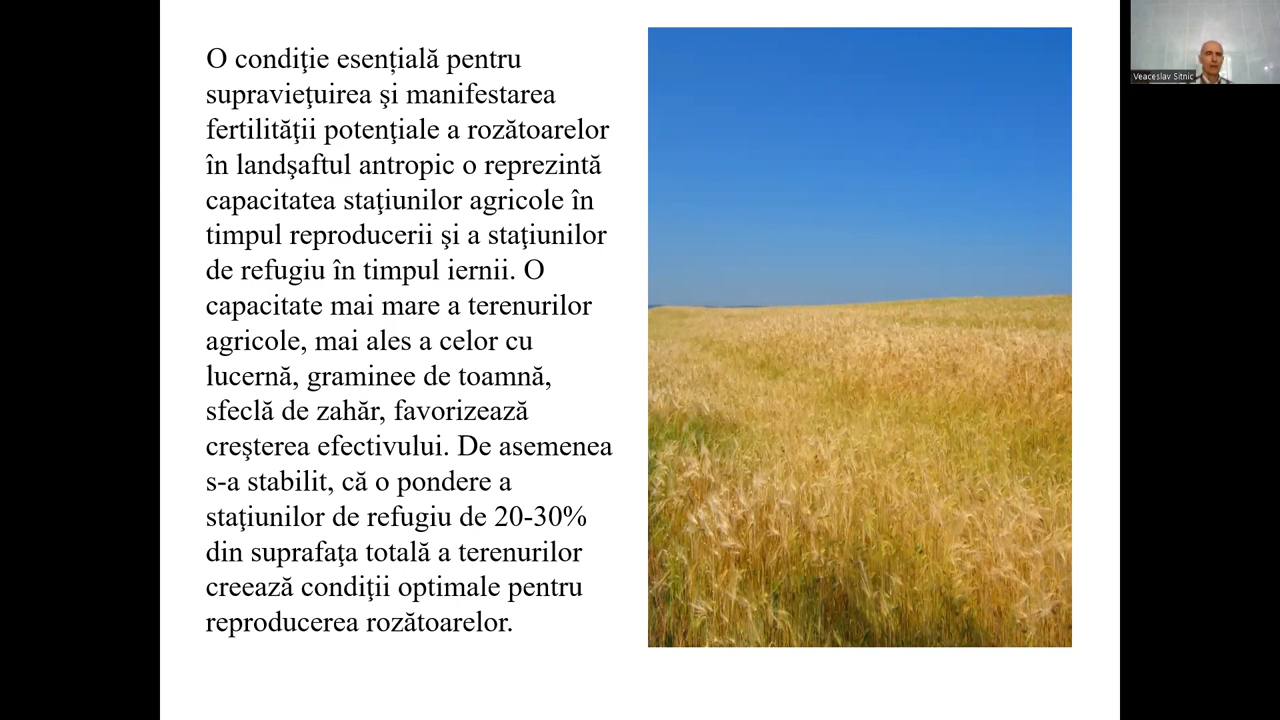 O condiţie esențială pentru
supravieţuirea şi manifestarea
fertilităţii potenţiale a rozătoarelor
în landşaftul antropic o reprezintă
capacitatea staţiunilor agricole în
timpul reproducerii şi a staţiunilor
de refugiu în timpul iernii. O
capacitate mai mare a terenurilor
agricole, mai ales a celor cu
lucernă, graminee de toamnă,
sfeclă de zahăr, favorizează
creşterea efectivului. De asemenea
s-a stabilit, că o pondere a
staţiunilor de refugiu de 20-30%
din suprafaţa totală a terenurilor
creează condiţii optimale pentru
reproducerea rozătoarelor.
Veaceslav Sitnic